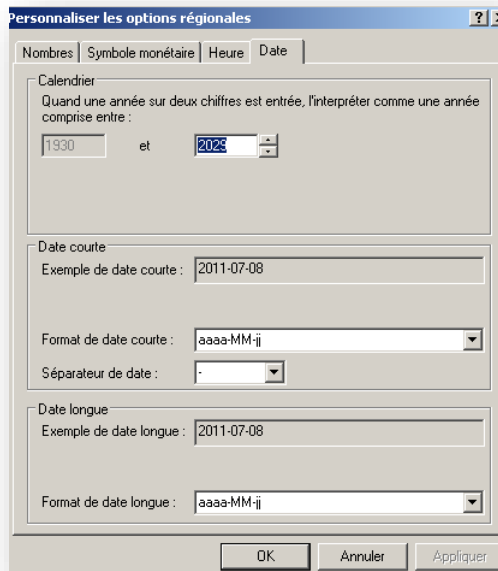 Personnaliser les options régionales
Nombres Symbole monétaire Heure Date
Calendrier
Quand une année sur deux chiffres est entrée, l'interpréter comme une année
comprise entre :
1930 et 2029
Date courte
Exemple de date courte : 2011-07-08
Format de date courte : aaaa-MM-jj
Séparateur de date : -
Date longue
Exemple de date longue : 2011-07-08
Format de date longue : aaaa-MM-jj
OK Annuler Appliquer